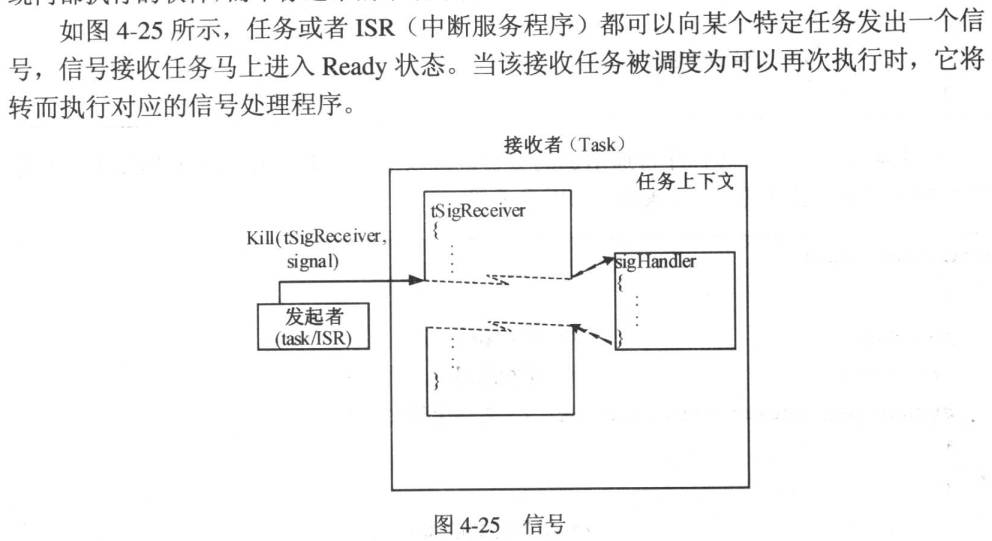 如图 4-25 所示，任务或者 ISR（中断服务程序）都可以向某个特定任务发出一个信
号，信号接收任务马上进入 Ready 状态。当该接收任务被调度为可以再次执行时，它将
转而执行对应的信号处理程序。
接收者（Task）
任务上下文
tSigReceiver
{
Kill(tSigReceiver,
signal)
sigHandler
{
发起者
(task/ISR)
}
}
图 4-25 信号